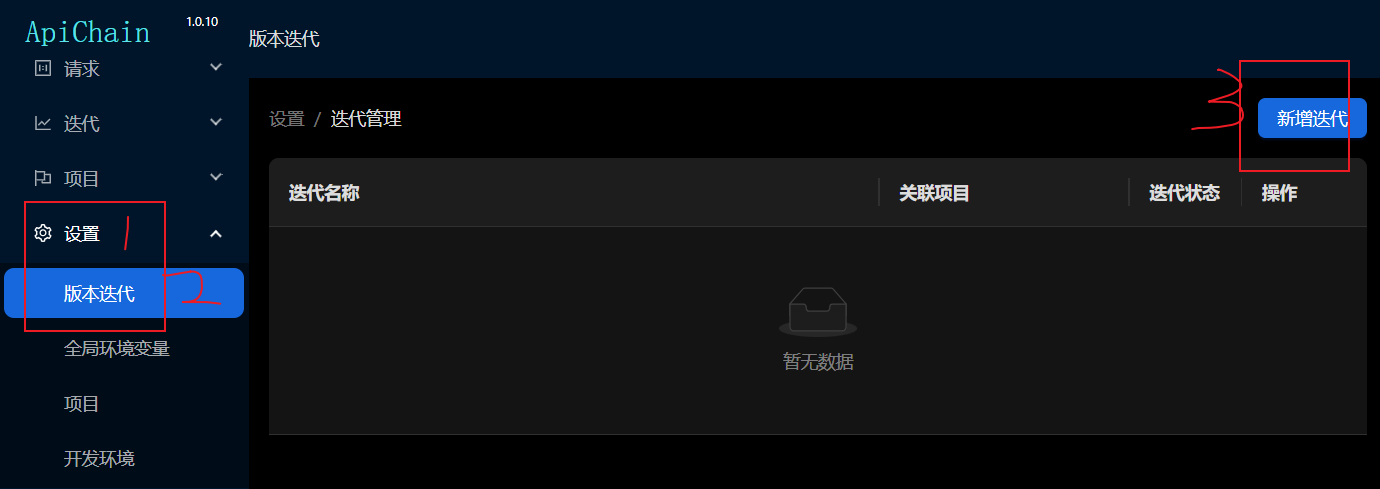 ApiChain 1.0.10
版本迭代
请求
迭代
项目
设置 1
版本迭代 2
全局环境变量
项目
开发环境
设置 / 迭代管理
3 新增迭代
迭代名称 关联项目 迭代状态 操作
暂无数据